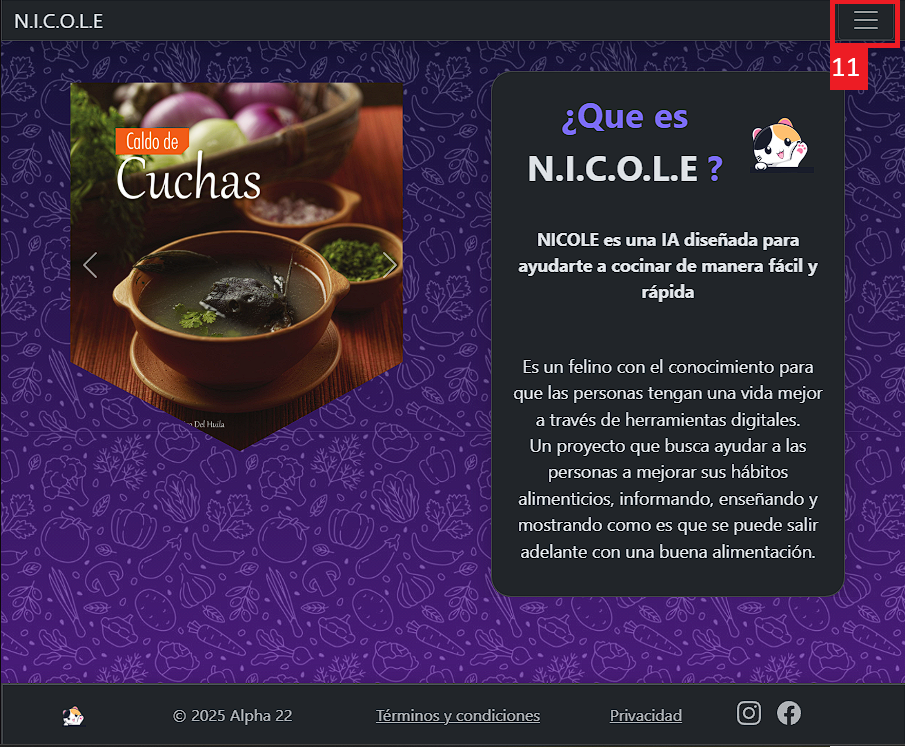 N.I.C.O.L.E
11
Caldo de
Cuchas
Del Huila
¿Que es
N.I.C.O.L.E ?
NICOLE es una IA diseñada para
ayudarte a cocinar de manera fácil y
rápida
Es un felino con el conocimiento para
que las personas tengan una vida mejor
a través de herramientas digitales.
Un proyecto que busca ayudar a las
personas a mejorar sus hábitos
alimenticios, informando, enseñando y
mostrando como es que se puede salir
adelante con una buena alimentación.
© 2025 Alpha 22
Términos y condiciones
Privacidad